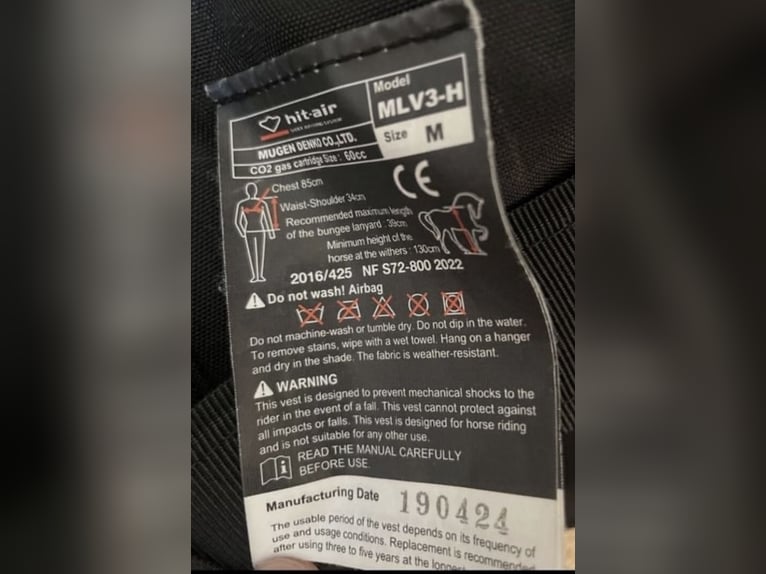 hit-air
Model
MLV3-H
MUGEN DENKO CO.,LTD.
Size M
CO2 gas cartridge Size : 60cc
CE
Chest 85cm
Waist-Shoulder 34cm
Recommended maximum length
of the bungee lanyard : 39cm
Minimum height of the
horse at the withers : 130cm
2016/425 NF S72-800 2022
Do not wash! Airbag
Do not machine-wash or tumble dry. Do not dip in the water.
To remove stains, wipe with a wet towel. Hang on a hanger
and dry in the shade. The fabric is weather-resistant.
WARNING
This vest is designed to prevent mechanical shocks to the
rider in the event of a fall. This vest cannot protect against
all impacts or falls. This vest is designed for horse riding
and is not suitable for any other use.
READ THE MANUAL CAREFULLY
BEFORE USE.
Manufacturing Date 190424
The usable period of the vest depends on its frequency of
use and usage conditions. Replacement is recommended
after using three to five years at the